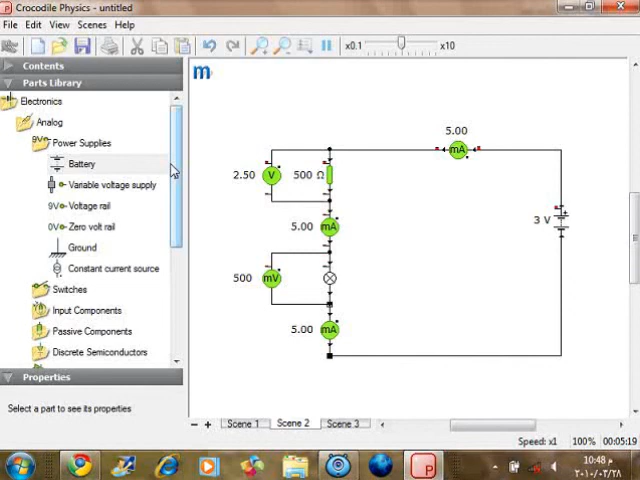 Crocodile Physics - untitled
File Edit View Scenes Help
x0.1 x10
Contents
Parts Library
Electronics
Analog
Power Supplies
Battery
Variable voltage supply
9V Voltage rail
0V Zero volt rail
Ground
Constant current source
Switches
Input Components
Passive Components
Discrete Semiconductors
Properties
Select a part to see its properties
m
5.00
mA
2.50 V 500 Ω
3 V
5.00 mA
500 mV
5.00 mA
Scene 1 Scene 2 Scene 3
Speed: x1 100% 00:05:19
10:48 م
٢٠١٠/٠٣/٢٨